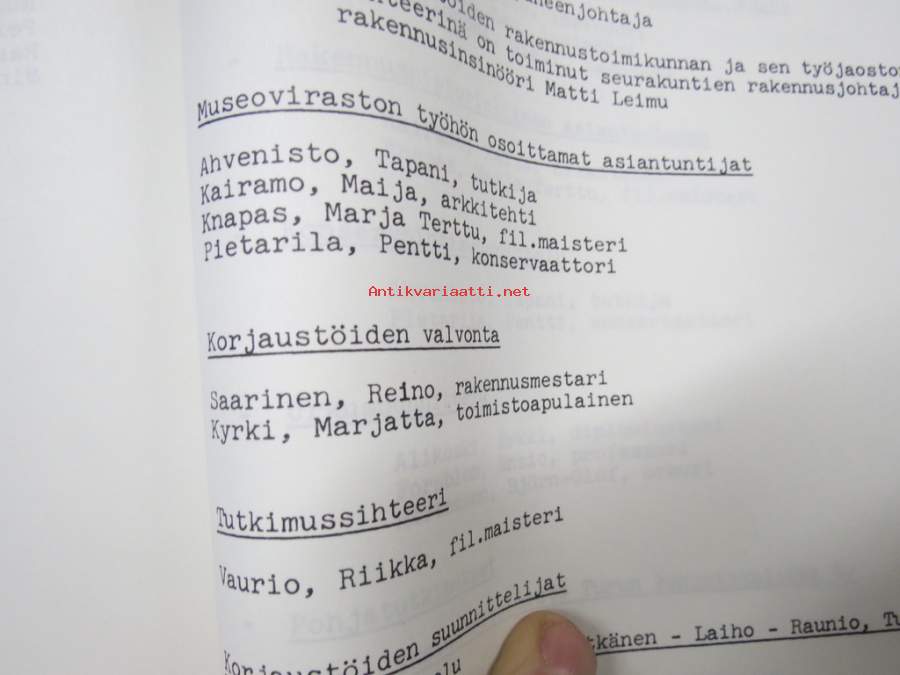 rakennustoimikunnan ja sen työjaoston
on toiminut seurakuntien rakennusjohtaja
rakennusinsinööri Matti Leimu
Museoviraston työhön osoittamat asiantuntijat
Ahvenisto, Tapani, tutkija
Kairamo, Maija, arkkitehti
Knapas, Marja Terttu, fil.maisteri
Pietarila, Pentti, konservaattori
Antikvariaatti.net
Korjaustöiden valvonta
Saarinen, Reino, rakennusmestari
Kyrki, Marjatta, toimistoapulainen
Tutkimussihteeri
Vaurio, Riikka, fil.maisteri
Korjaustöiden suunnittelijat
- Laiho - Raunio,